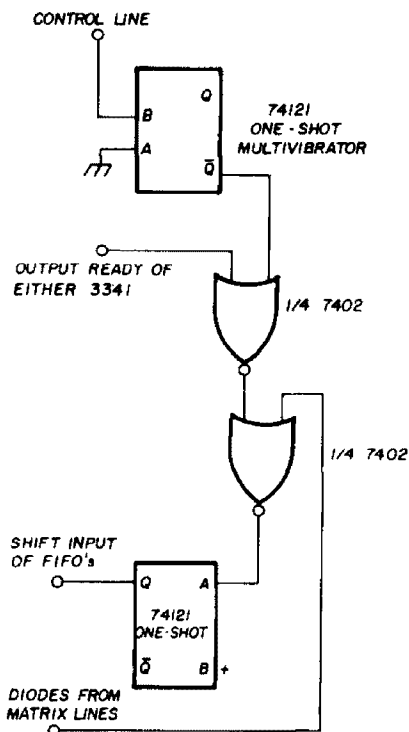 CONTROL LINE
Q
B
A
Q̅
74121
ONE-SHOT
MULTIVIBRATOR
OUTPUT READY OF
EITHER 3341
1/4 7402
1/4 7402
SHIFT INPUT
OF FIFO's
Q
A
74121
ONE-SHOT
Q̅
B +
DIODES FROM
MATRIX LINES